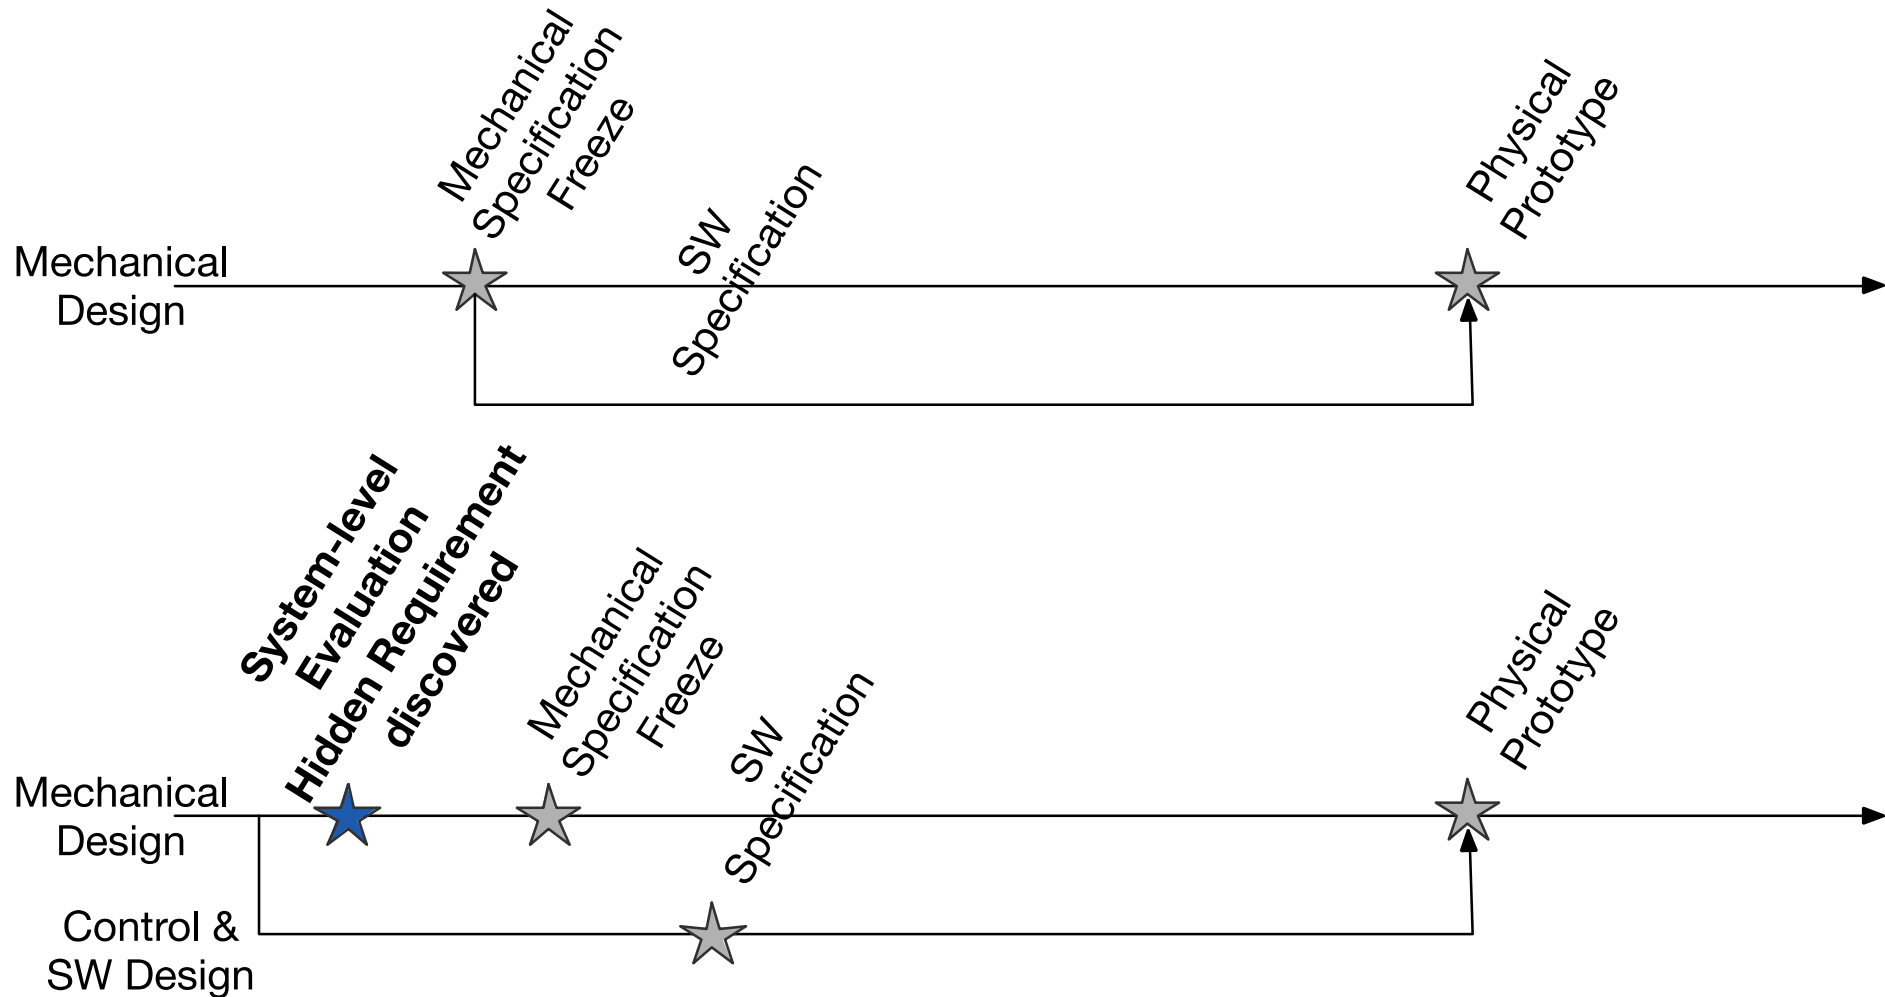 Mechanical
Specification
Freeze
SW
Specification
Physical
Prototype
Mechanical
Design
System-level
Evaluation
Hidden Requirement
discovered
Mechanical
Specification
Freeze
SW
Specification
Physical
Prototype
Mechanical
Design
Control &
SW Design